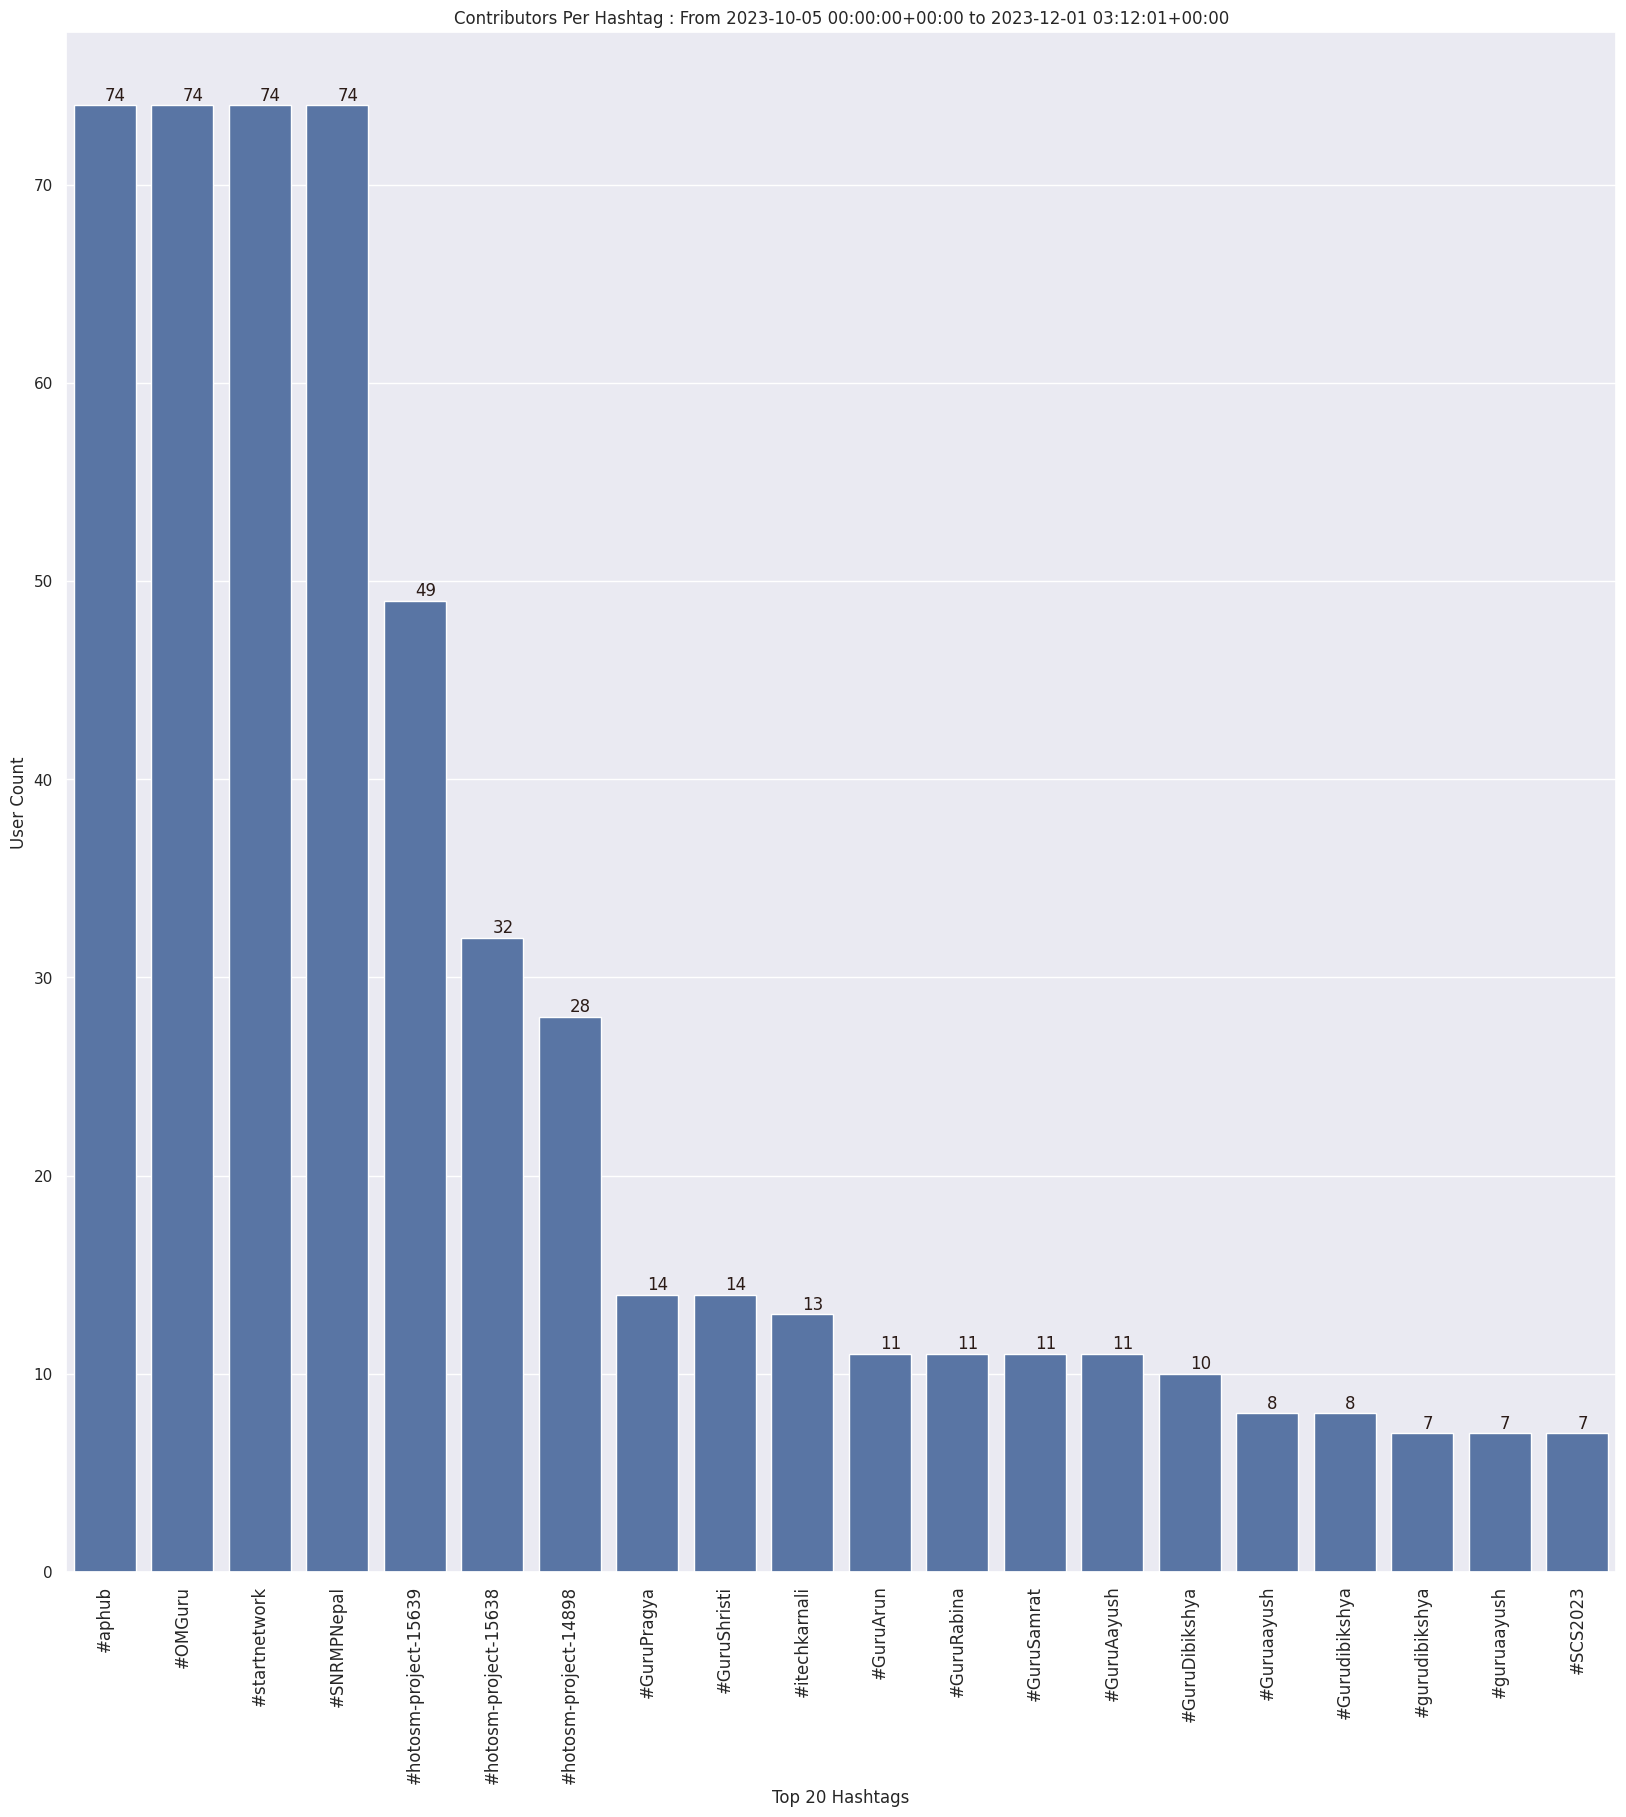 Contributors Per Hashtag : From 2023-10-05 00:00:00+00:00 to 2023-12-01 03:12:01+00:00
74
74
74
74
49
32
28
14
14
13
11
11
11
11
10
8
8
7
7
7
70
60
50
40
30
20
10
0
User Count
#aphub
#OMGuru
#startnetwork
#SNRMPNepal
#hotosm-project-15639
#hotosm-project-15638
#hotosm-project-14898
#GuruPragya
#GuruShristi
#itechkarnali
#GuruArun
#GuruRabina
#GuruSamrat
#GuruAayush
#GuruDibikshya
#Guruaayush
#Gurudibikshya
#gurudibikshya
#guruaayush
#SCS2023
Top 20 Hashtags